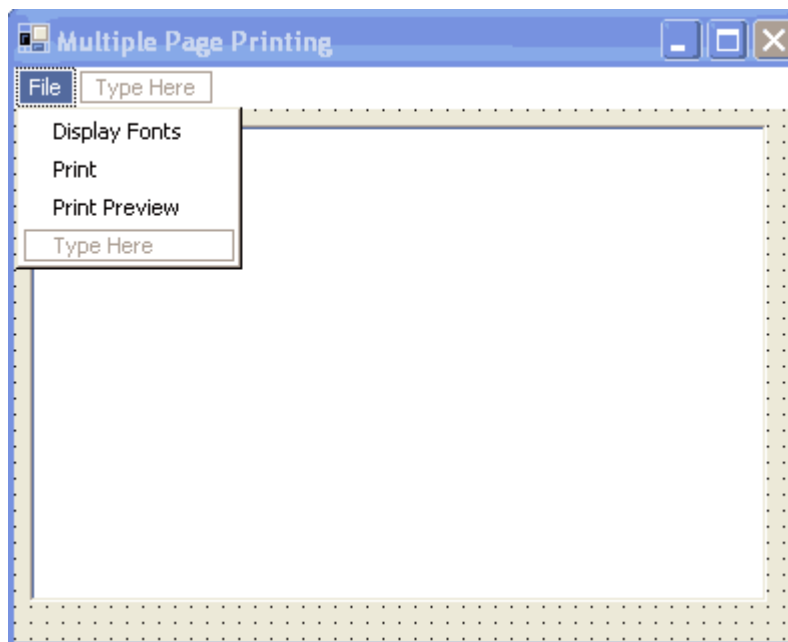 Multiple Page Printing
File Type Here
Display Fonts
Print
Print Preview
Type Here